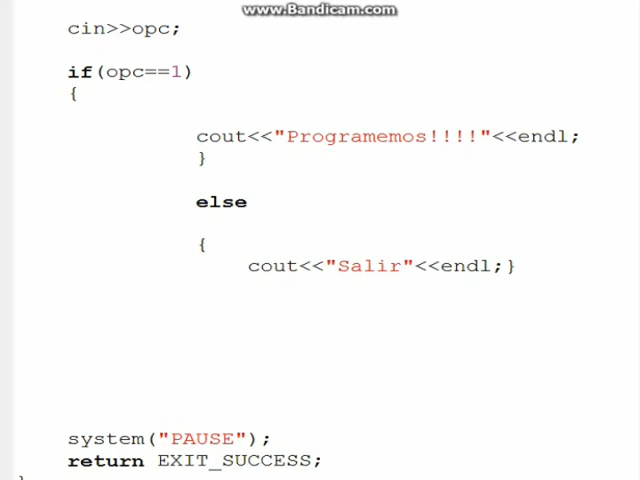 www.Bandicam.com
cin>>opc;
if(opc==1)
{
cout<<"Programemos!!!!"<<endl;
}
else
{
cout<<"Salir"<<endl;}
system("PAUSE");
return EXIT_SUCCESS;
}